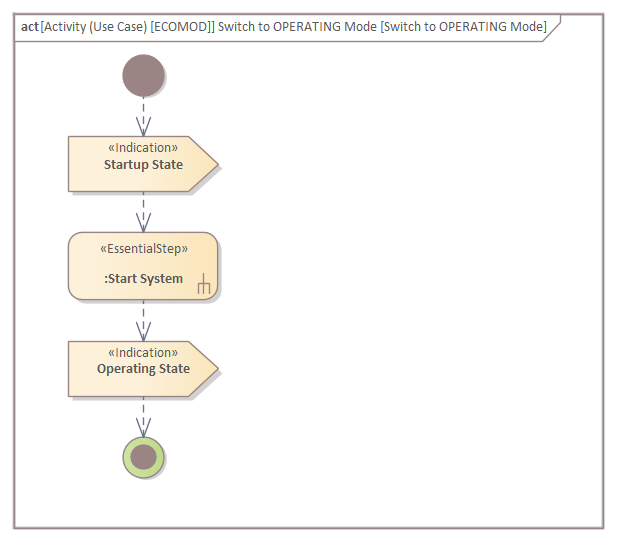 act [Activity (Use Case) [ECOMOD]] Switch to OPERATING Mode [Switch to OPERATING Mode]
«Indication»
Startup State
«EssentialStep»
:Start System
«Indication»
Operating State